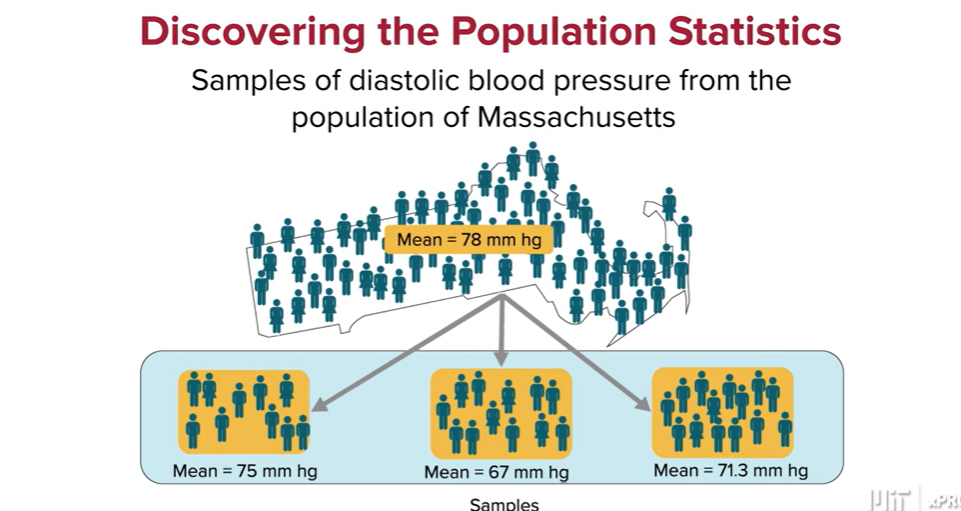 Discovering the Population Statistics
Samples of diastolic blood pressure from the
population of Massachusetts
Mean = 78 mm hg
Mean = 75 mm hg
Mean = 67 mm hg
Mean = 71.3 mm hg
Samples
MIT